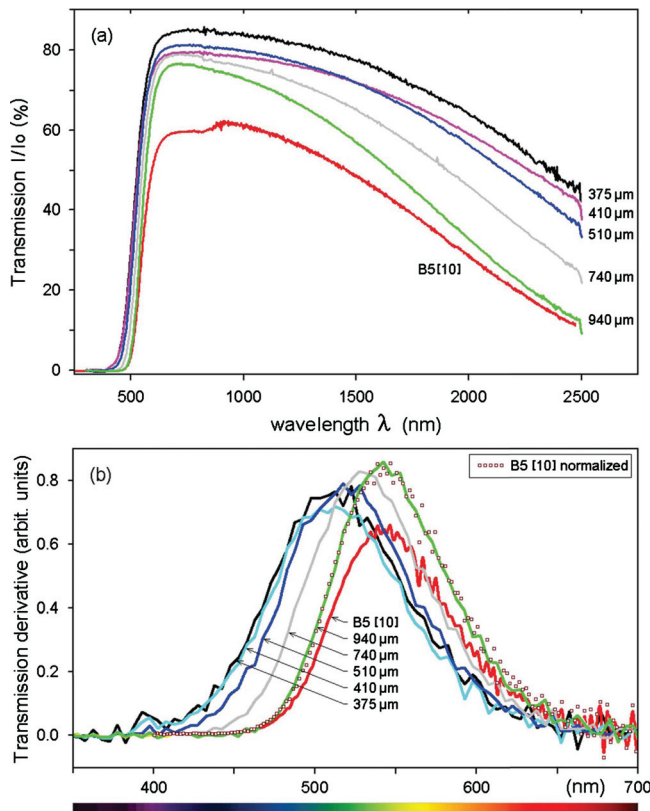 (a)
Transmission I/Io (%)
80
60
40
20
0
375 µm
410 µm
510 µm
740 µm
B5[10]
940 µm
500
1000
1500
2000
2500
wavelength λ (nm)
(b)
B5 [10] normalized
Transmission derivative (arbit. units)
0.8
0.6
0.4
0.2
0.0
B5 [10]
940 µm
740 µm
510 µm
410 µm
375 µm
400
500
600
(nm)
700